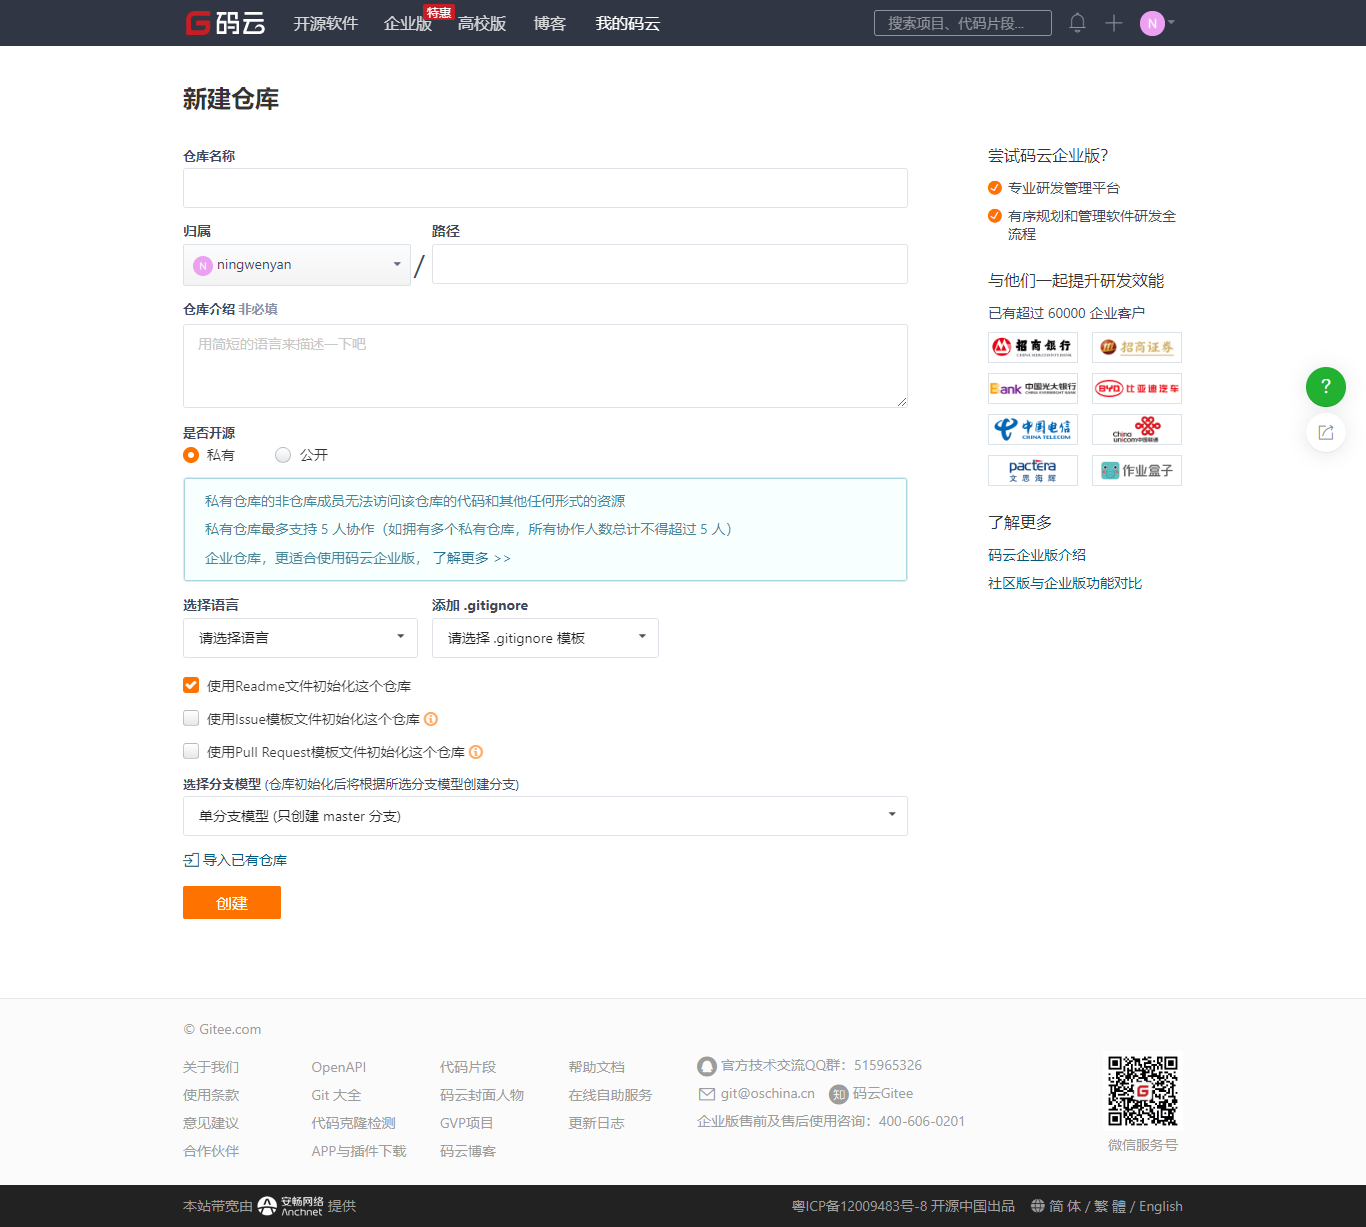 码云
开源软件
企业版
特惠
高校版
博客
我的码云
搜索项目、代码片段...
N
新建仓库
仓库名称
归属
路径
N ningwenyan
/
仓库介绍 非必填
用简短的语言来描述一下吧
是否开源
私有
公开
私有仓库的非仓库成员无法访问该仓库的代码和其他任何形式的资源
私有仓库最多支持 5 人协作（如拥有多个私有仓库，所有协作人数总计不得超过 5 人）
企业仓库，更适合使用码云企业版， 了解更多 >>
选择语言
添加 .gitignore
请选择语言
请选择 .gitignore 模板
使用Readme文件初始化这个仓库
使用Issue模板文件初始化这个仓库
使用Pull Request模板文件初始化这个仓库
选择分支模型 (仓库初始化后将根据所选分支模型创建分支)
单分支模型 (只创建 master 分支)
导入已有仓库
创建
尝试码云企业版？
专业研发管理平台
有序规划和管理软件研发全
流程
与他们一起提升研发效能
已有超过 60000 企业客户
招商银行
CHINA MERCHANTS BANK
招商证券
Bank 中国光大银行
CHINA EVERBRIGHT BANK
BYD 比亚迪汽车
中国电信
CHINA TELECOM
China
unicom中国联通
pactera
文思海辉
作业盒子
了解更多
码云企业版介绍
社区版与企业版功能对比
?
© Gitee.com
关于我们
使用条款
意见建议
合作伙伴
OpenAPI
Git 大全
代码克隆检测
APP与插件下载
代码片段
码云封面人物
GVP项目
码云博客
帮助文档
在线自助服务
更新日志
官方技术交流QQ群：515965326
git@oschina.cn
知 码云Gitee
企业版售前及售后使用咨询：400-606-0201
微信服务号
本站带宽由 安畅网络 Anchnet 提供
粤ICP备12009483号-8 开源中国出品
简 体 / 繁 體 / English